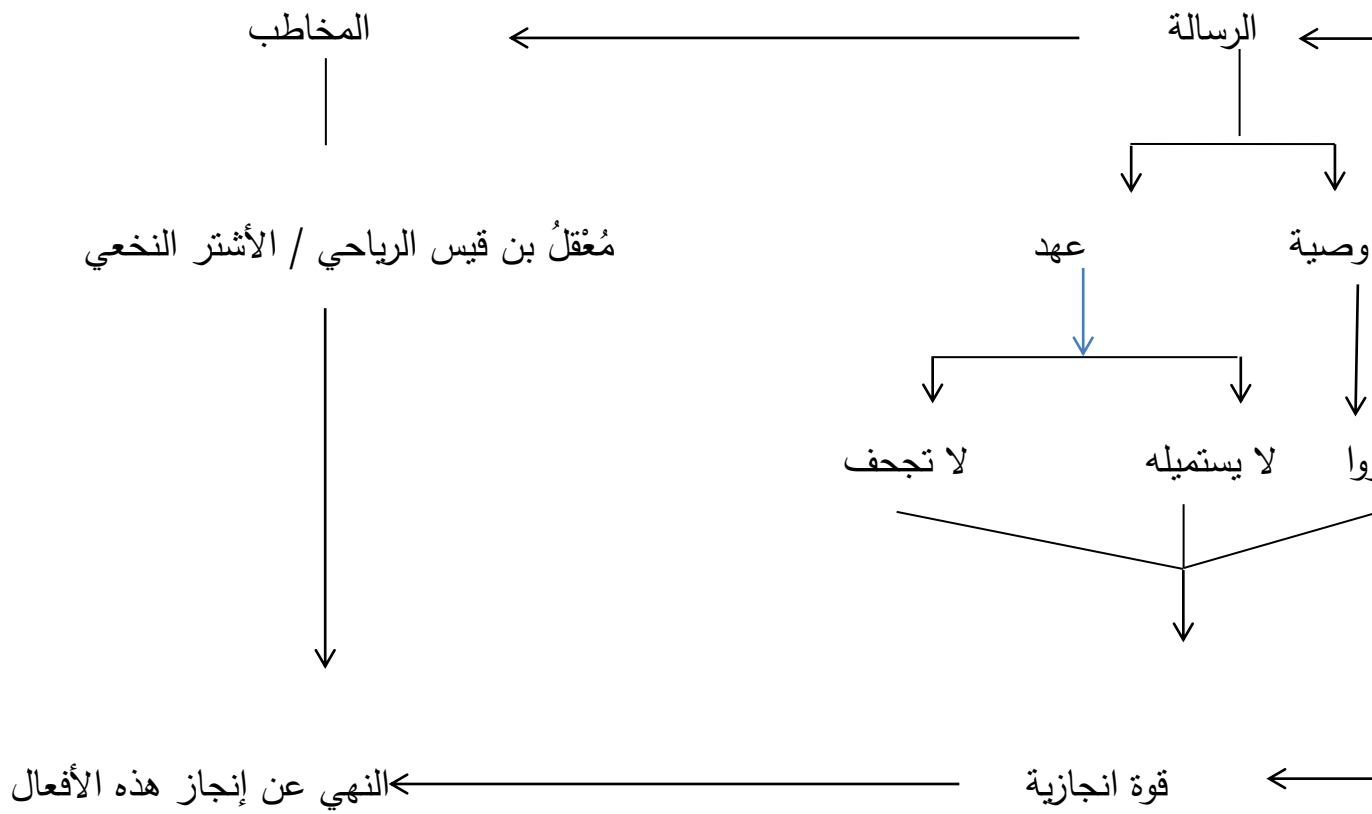 الرسالة المخاطب
وصية عهد مُعْقلُ بن قيس الرياحي / الأشتر النخعي
لا يستميله لا تجحف
قوة انجازية النهي عن إنجاز هذه الأفعال